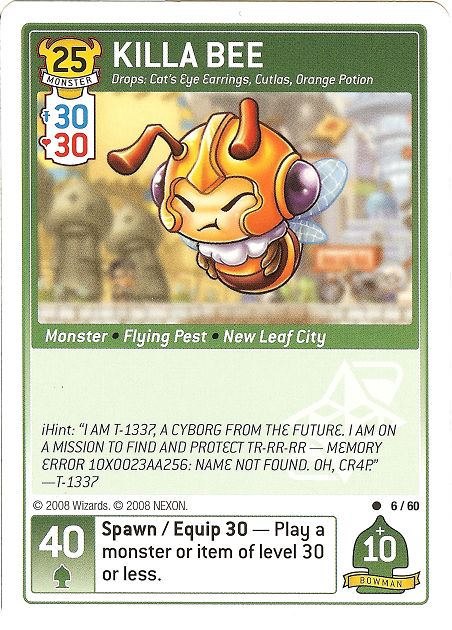 25
MONSTER
KILLA BEE
Drops: Cat's Eye Earrings, Cutlas, Orange Potion
30
30
Monster • Flying Pest • New Leaf City
iHint: "I AM T-1337, A CYBORG FROM THE FUTURE. I AM ON
A MISSION TO FIND AND PROTECT TR-RR-RR — MEMORY
ERROR 10X0023AA256: NAME NOT FOUND. OH, CR4P."
—T-1337
© 2008 Wizards. © 2008 NEXON.
● 6 / 60
40
Spawn / Equip 30 — Play a
monster or item of level 30
or less.
+
10
BOWMAN